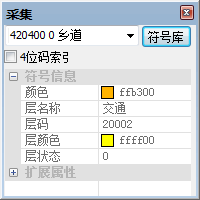 采集
420400 0 乡道 符号库
4位码索引
符号信息
颜色 ffb300
层名称 交通
层码 20002
层颜色 ffff00
层状态 0
扩展属性